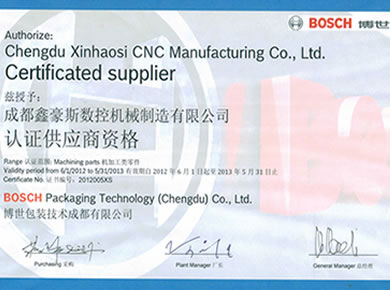 Authorize:
BOSCH 博世
Chengdu Xinhaosi CNC Manufacturing Co., Ltd.
Certificated supplier
兹授予:
成都鑫豪斯数控机械制造有限公司
认证供应商资格
Range 认证范围: Machining parts 机加工类零件
Validity period from 6/1/2012 to 5/31/2013 有效期自 2012 年 6 月 1 日起至 2013 年 5 月 31 日止
Certificate No. 证书编号: 2012005XS
BOSCH Packaging Technology (Chengdu) Co., Ltd.
博世包装技术成都有限公司
Purchasing 采购
Plant Manager 厂长
General Manager 总经理